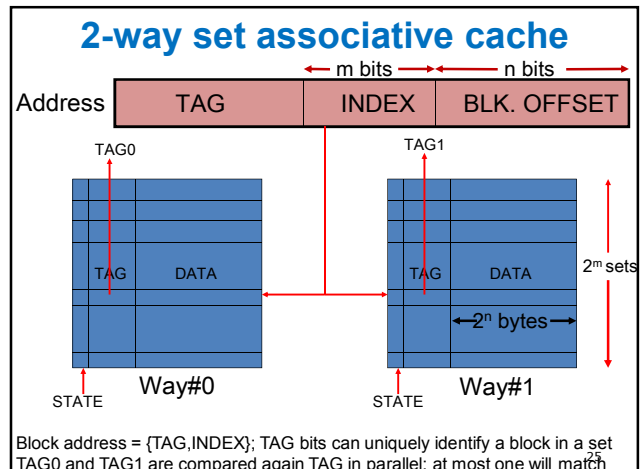 2-way set associative cache
m bits n bits
Address TAG INDEX BLK. OFFSET
TAG0 TAG1
TAG DATA TAG DATA 2ᵐ sets
2ⁿ bytes
Way#0 Way#1
STATE STATE
Block address = {TAG,INDEX}; TAG bits can uniquely identify a block in a set
25
TAG0 and TAG1 are compared again TAG in parallel; at most one will match